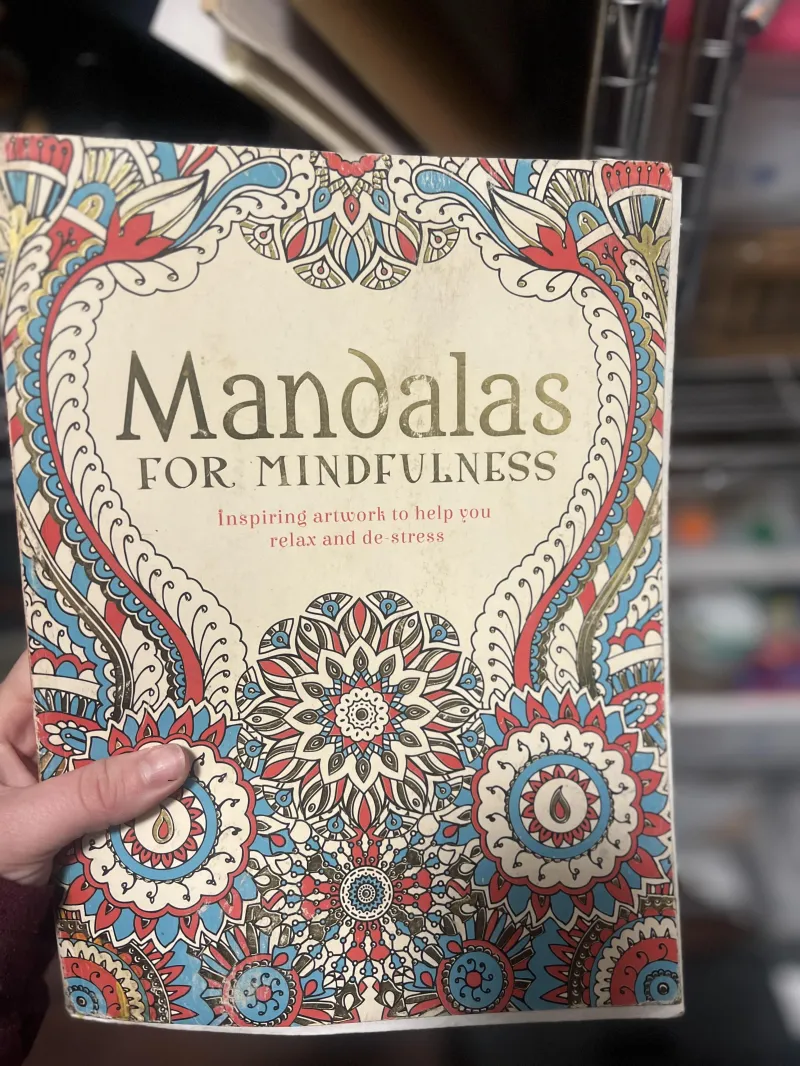 Mandalas
FOR MINDFULNESS
Inspiring artwork to help you
relax and de-stress